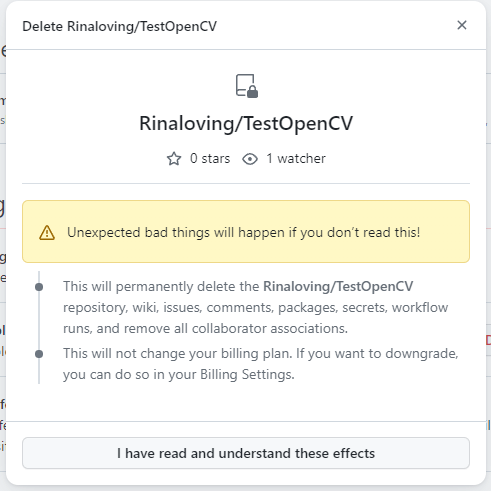 Delete Rinaloving/TestOpenCV
Rinaloving/TestOpenCV
0 stars 1 watcher
Unexpected bad things will happen if you don’t read this!
This will permanently delete the Rinaloving/TestOpenCV
repository, wiki, issues, comments, packages, secrets, workflow
runs, and remove all collaborator associations.
This will not change your billing plan. If you want to downgrade,
you can do so in your Billing Settings.
I have read and understand these effects